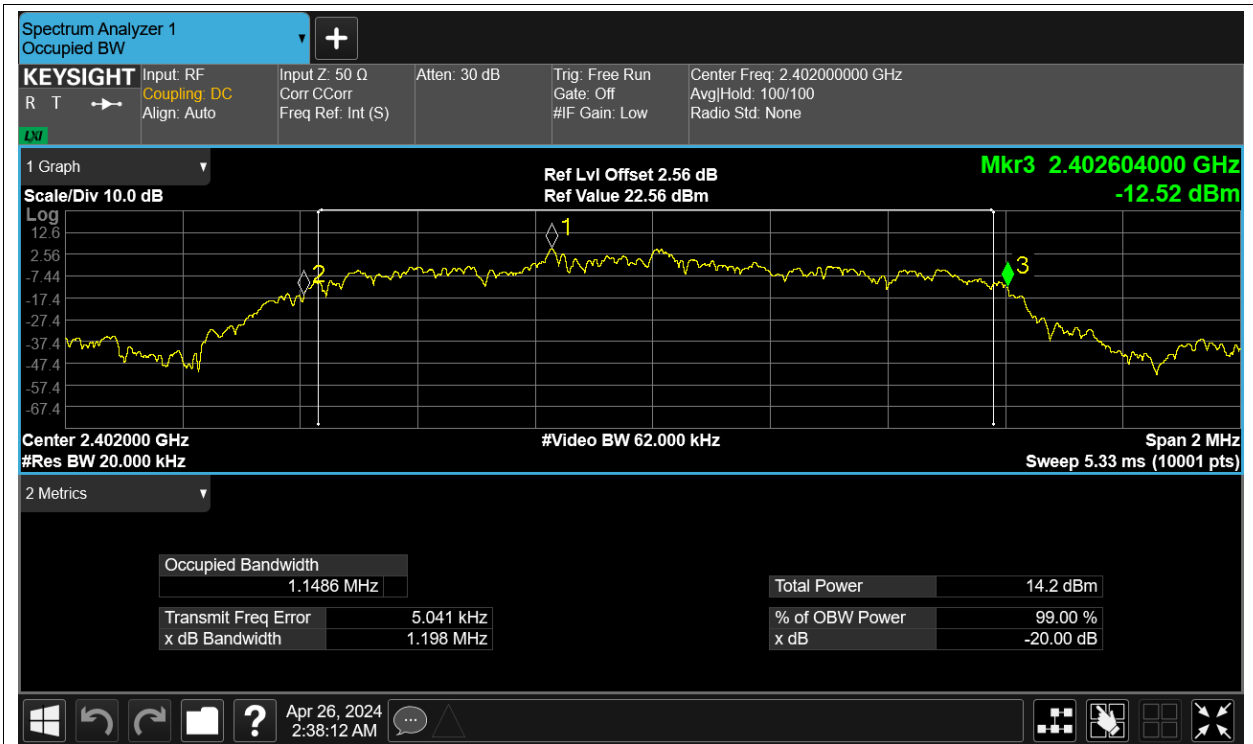 Spectrum Analyzer 1
Occupied BW
KEYSIGHT
R T
LXI
Input: RF
Coupling: DC
Align: Auto
Input Z: 50 Ω
Corr CCorr
Freq Ref: Int (S)
Atten: 30 dB
Trig: Free Run
Gate: Off
#IF Gain: Low
Center Freq: 2.402000000 GHz
Avg|Hold: 100/100
Radio Std: None
1 Graph
Scale/Div 10.0 dB
Ref Lvl Offset 2.56 dB
Ref Value 22.56 dBm
Mkr3 2.402604000 GHz
-12.52 dBm
Log
12.6
2.56
-7.44
-17.4
-27.4
-37.4
-47.4
-57.4
-67.4
1
2
3
Center 2.402000 GHz
#Res BW 20.000 kHz
#Video BW 62.000 kHz
Span 2 MHz
Sweep 5.33 ms (10001 pts)
2 Metrics
Occupied Bandwidth
1.1486 MHz
Transmit Freq Error 5.041 kHz
x dB Bandwidth 1.198 MHz
Total Power 14.2 dBm
% of OBW Power 99.00 %
x dB -20.00 dB
?
Apr 26, 2024
2:38:12 AM